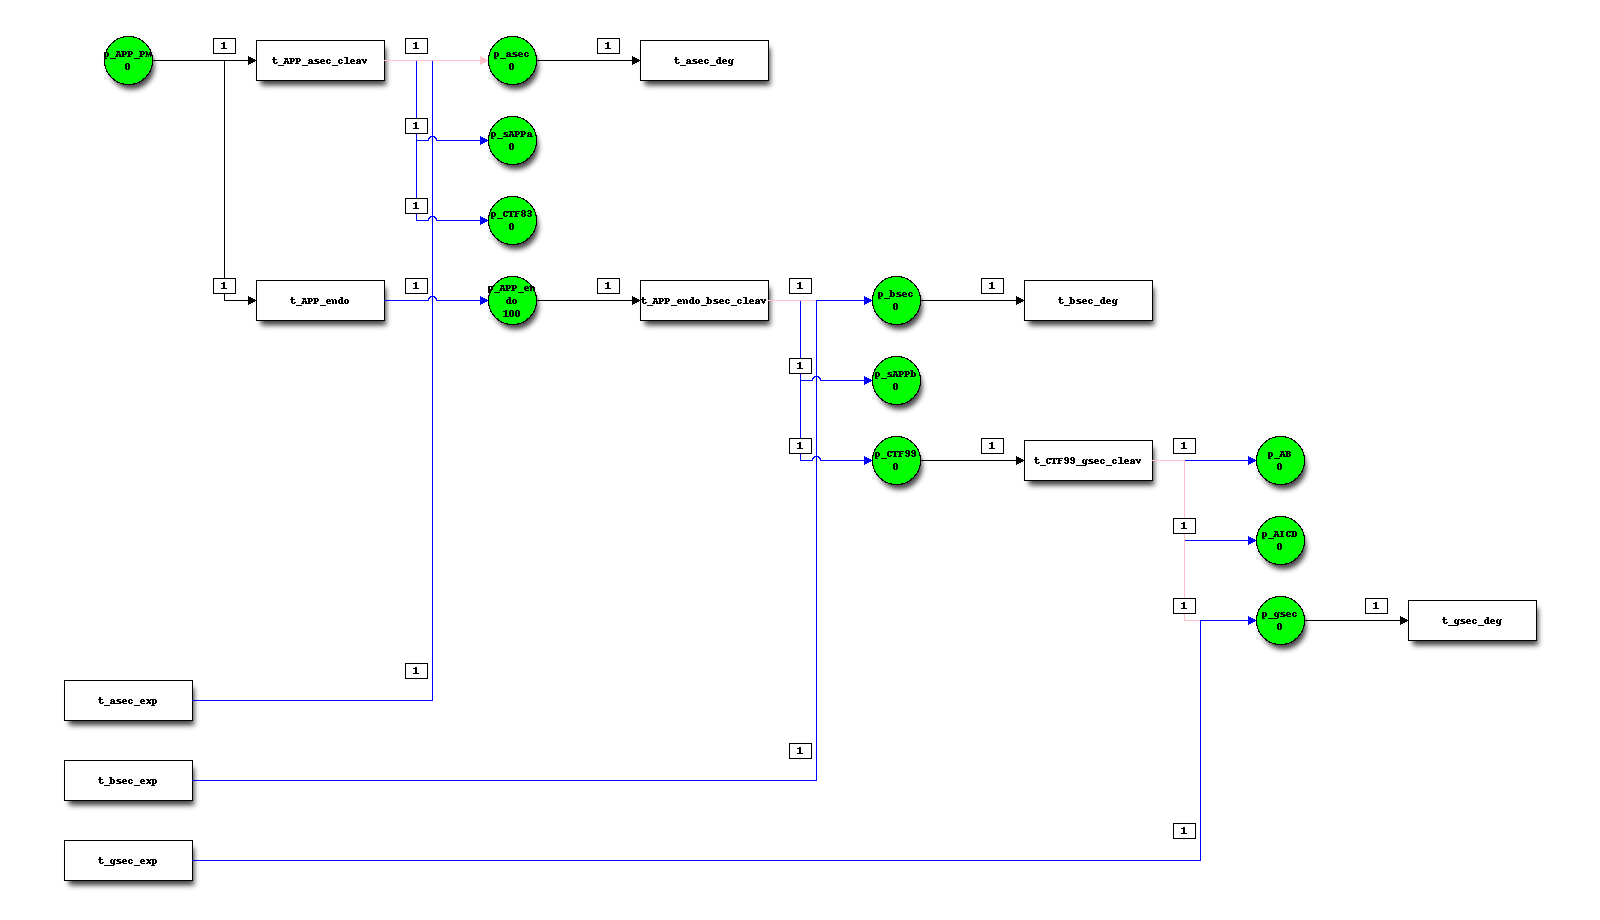 1 1 1
p_APP_PM
0
t_APP_asec_cleav
p_asec
0
t_asec_deg
1
p_sAPPa
0
1
p_CTF83
0
1 1 1 1 1
t_APP_endo
p_APP_en
do
100
t_APP_endo_bsec_cleav
p_bsec
0
t_bsec_deg
1
p_sAPPb
0
1 1 1
p_CTF99
0
t_CTF99_gsec_cleav
p_AB
0
1
p_AICD
0
1 1
p_gsec
0
t_gsec_deg
1
t_asec_exp
1
t_bsec_exp
1
t_gsec_exp